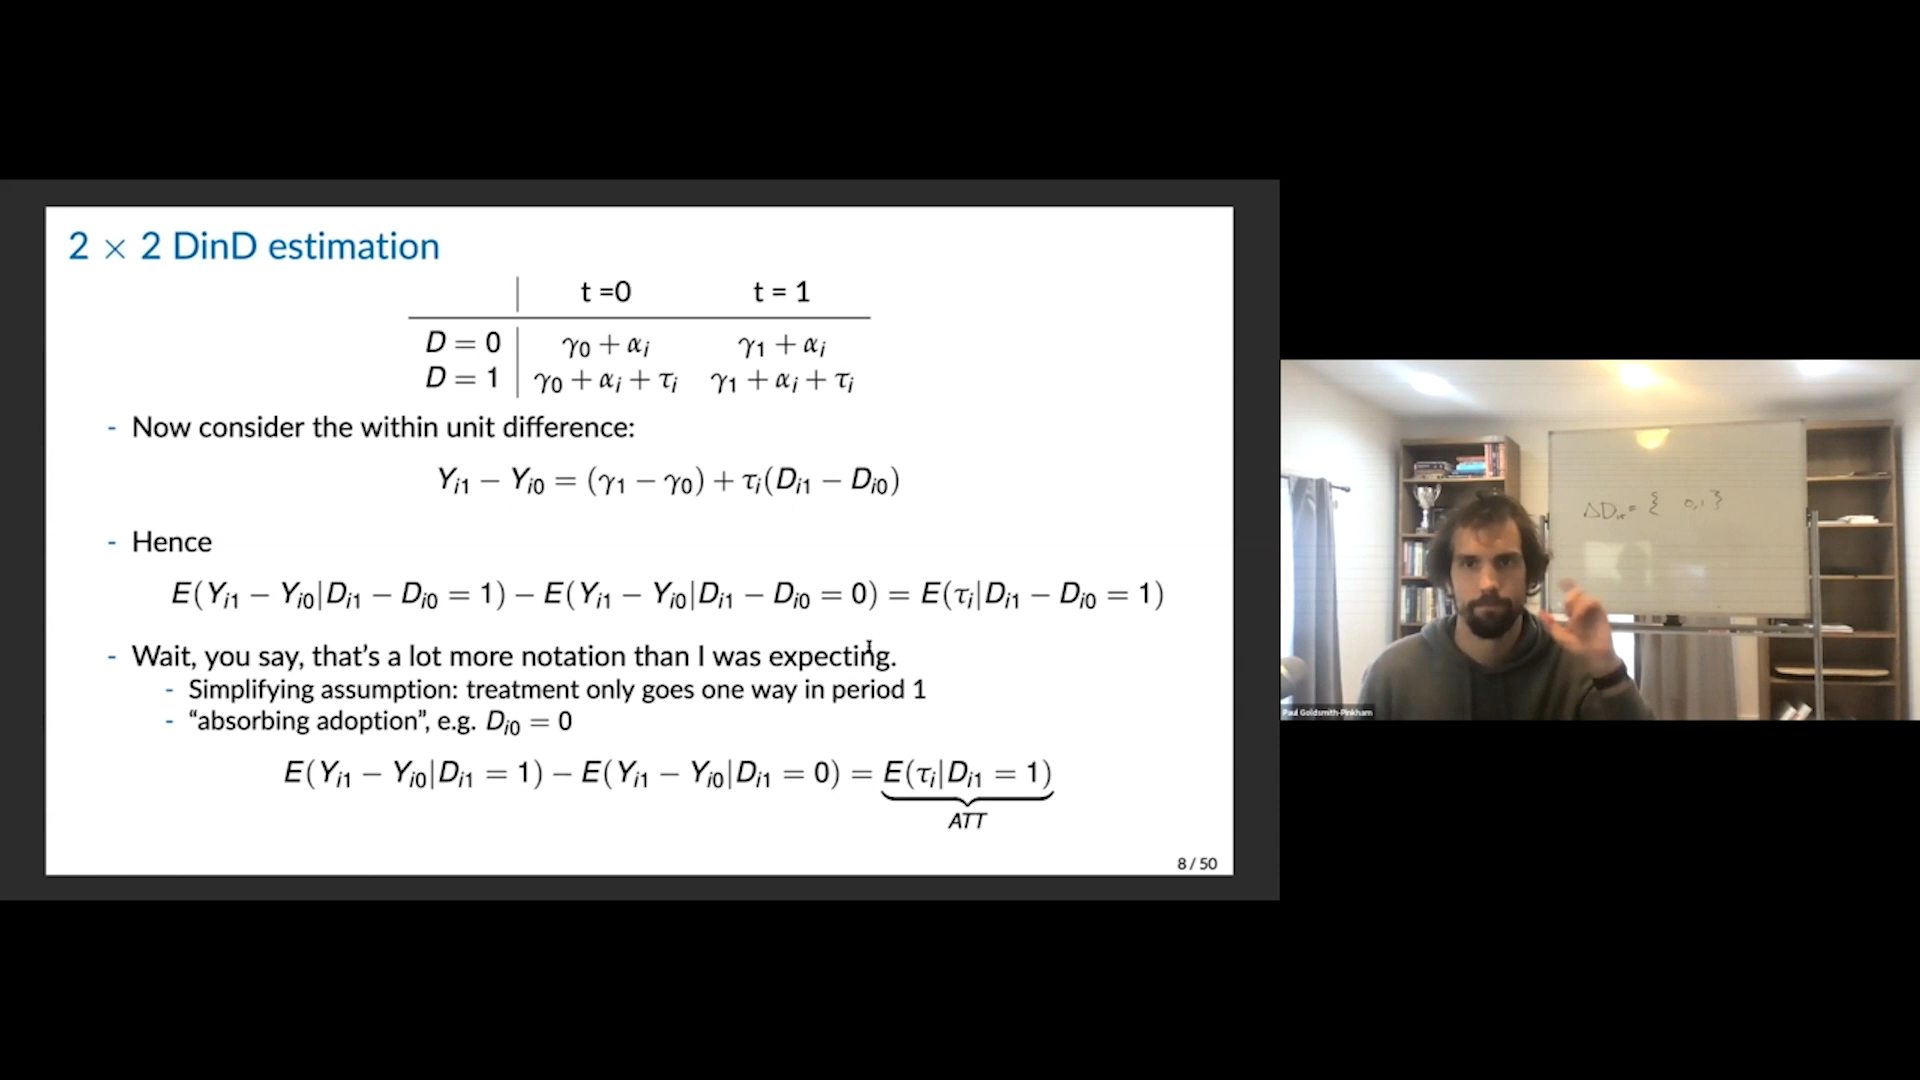 2 × 2 DinD estimation
t =0 t = 1
D = 0 γ₀ + αᵢ γ₁ + αᵢ
D = 1 γ₀ + αᵢ + τᵢ γ₁ + αᵢ + τᵢ
- Now consider the within unit difference:
Yᵢ₁ − Yᵢ₀ = (γ₁ − γ₀) + τᵢ(Dᵢ₁ − Dᵢ₀)
- Hence
E(Yᵢ₁ − Yᵢ₀|Dᵢ₁ − Dᵢ₀ = 1) − E(Yᵢ₁ − Yᵢ₀|Dᵢ₁ − Dᵢ₀ = 0) = E(τᵢ|Dᵢ₁ − Dᵢ₀ = 1)
- Wait, you say, that's a lot more notation than I was expecting.
- Simplifying assumption: treatment only goes one way in period 1
- “absorbing adoption”, e.g. Dᵢ₀ = 0
E(Yᵢ₁ − Yᵢ₀|Dᵢ₁ = 1) − E(Yᵢ₁ − Yᵢ₀|Dᵢ₁ = 0) = E(τᵢ|Dᵢ₁ = 1)
ATT
8 / 50
ΔDᵢₜ = { 0,1 }
Paul Goldsmith-Pinkham